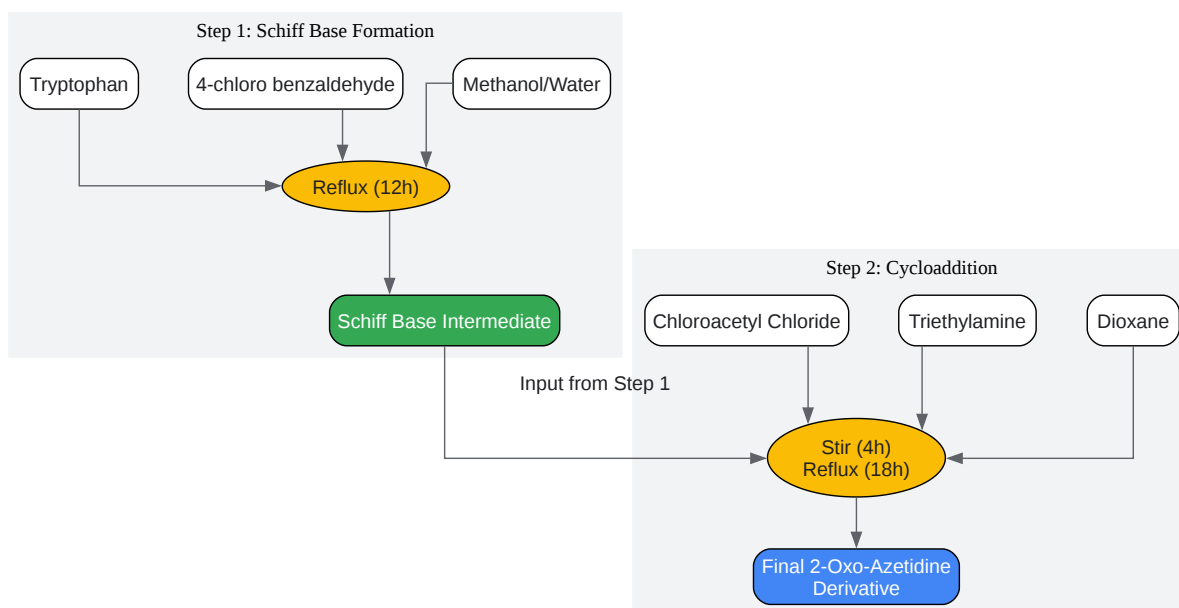 Step 1: Schiff Base Formation
Tryptophan
4-chloro benzaldehyde
Methanol/Water
Reflux (12h)
Schiff Base Intermediate
Input from Step 1
Step 2: Cycloaddition
Chloroacetyl Chloride
Triethylamine
Dioxane
Stir (4h)
Reflux (18h)
Final 2-Oxo-Azetidine
Derivative